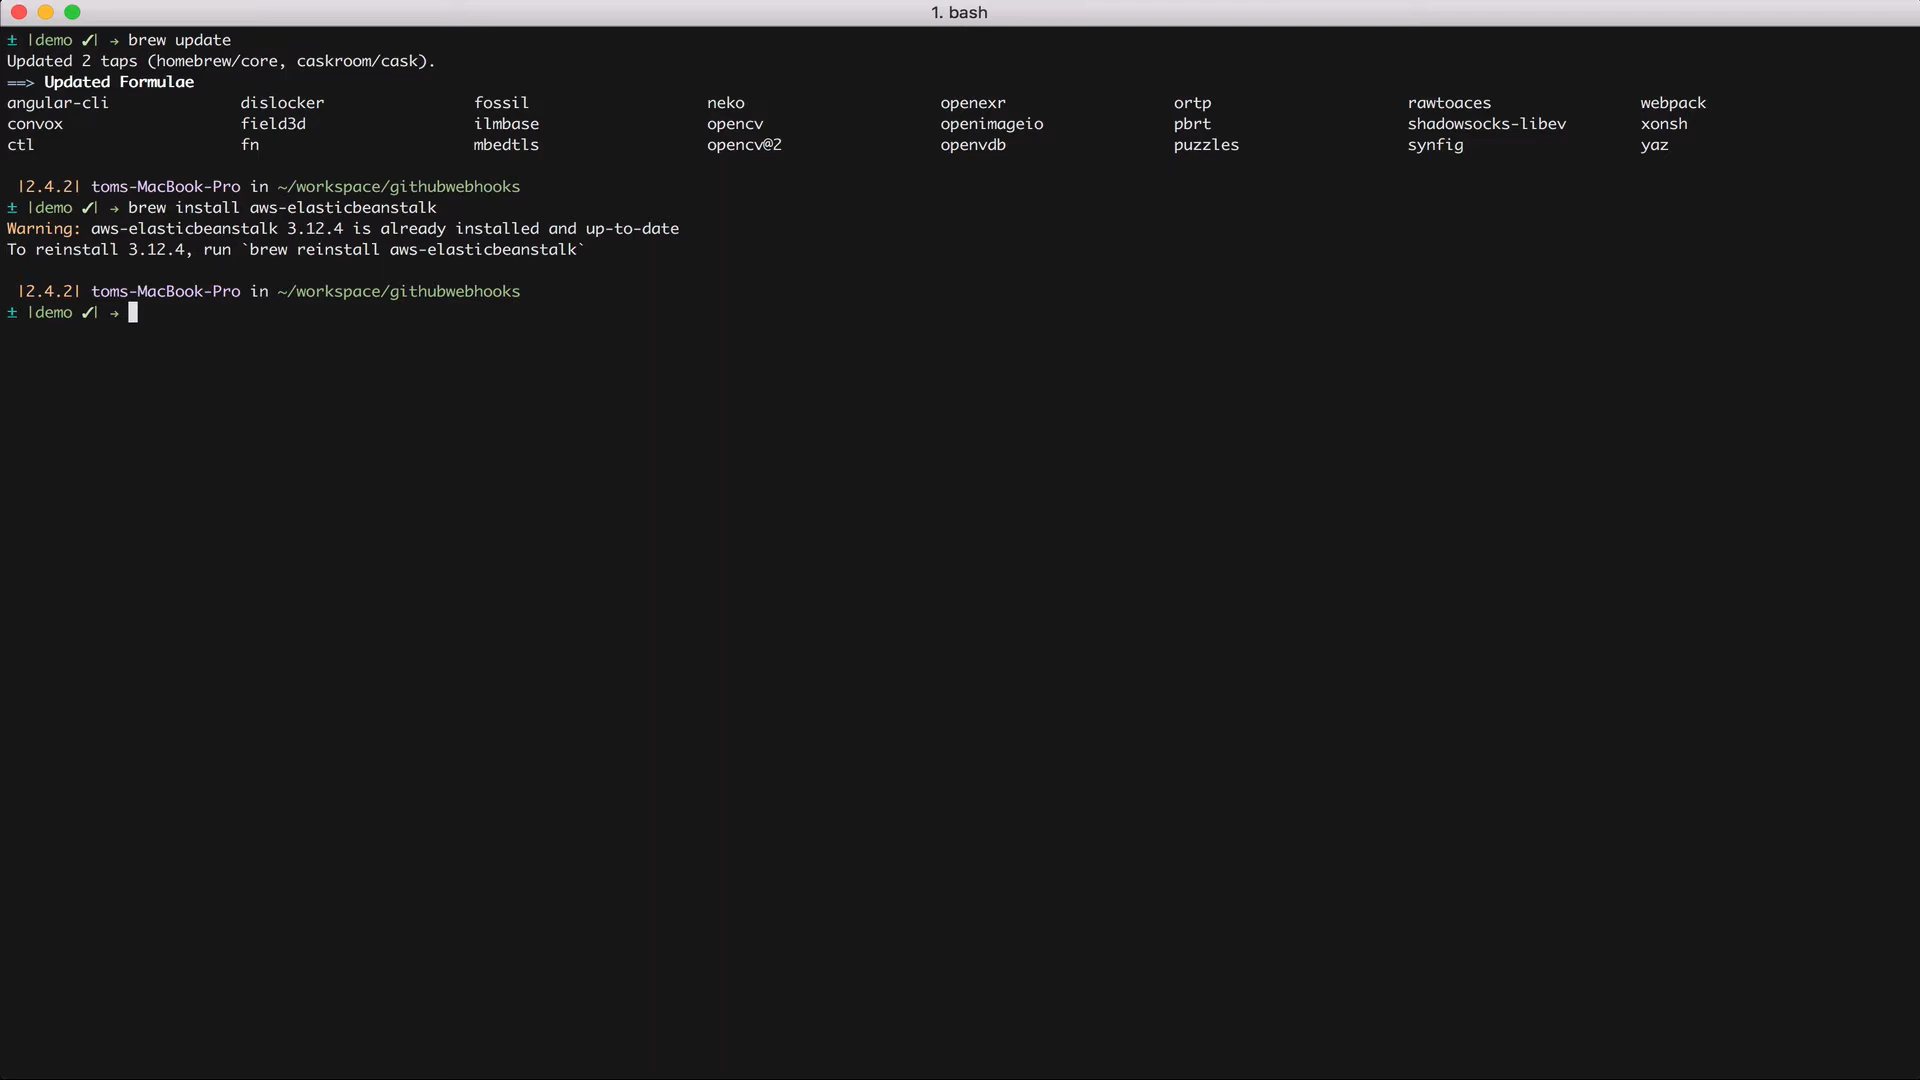 1. bash
± |demo ✓| → brew update
Updated 2 taps (homebrew/core, caskroom/cask).
==> Updated Formulae
angular-cli dislocker fossil neko openexr ortp rawtoaces webpack
convox field3d ilmbase opencv openimageio pbrt shadowsocks-libev xonsh
ctl fn mbedtls opencv@2 openvdb puzzles synfig yaz
|2.4.2| toms-MacBook-Pro in ~/workspace/githubwebhooks
± |demo ✓| → brew install aws-elasticbeanstalk
Warning: aws-elasticbeanstalk 3.12.4 is already installed and up-to-date
To reinstall 3.12.4, run `brew reinstall aws-elasticbeanstalk`
|2.4.2| toms-MacBook-Pro in ~/workspace/githubwebhooks
± |demo ✓| →